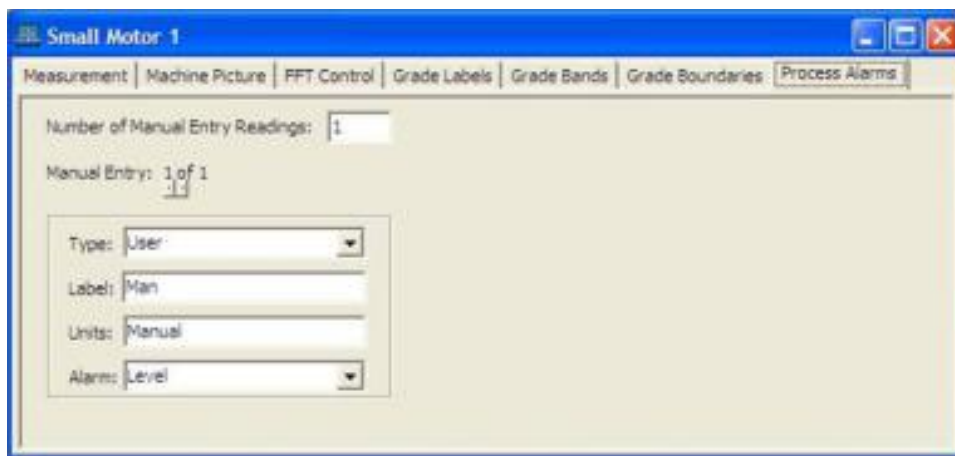 Small Motor 1
Measurement Machine Picture FFT Control Grade Labels Grade Bands Grade Boundaries Process Alarms
Number of Manual Entry Readings: 1
Manual Entry: 1 of 1
Type: User
Label: Man
Units: Manual
Alarm: Level